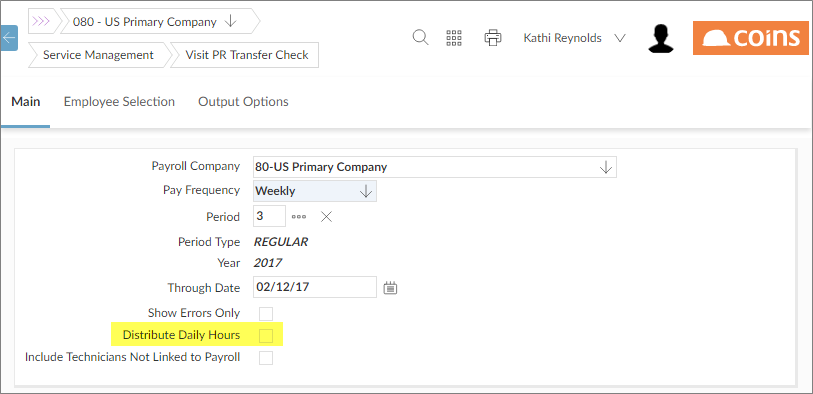 080 - US Primary Company
Service Management
Visit PR Transfer Check
Kathi Reynolds
coins
Main
Employee Selection
Output Options
Payroll Company 80-US Primary Company
Pay Frequency Weekly
Period 3
Period Type REGULAR
Year 2017
Through Date 02/12/17
Show Errors Only
Distribute Daily Hours
Include Technicians Not Linked to Payroll